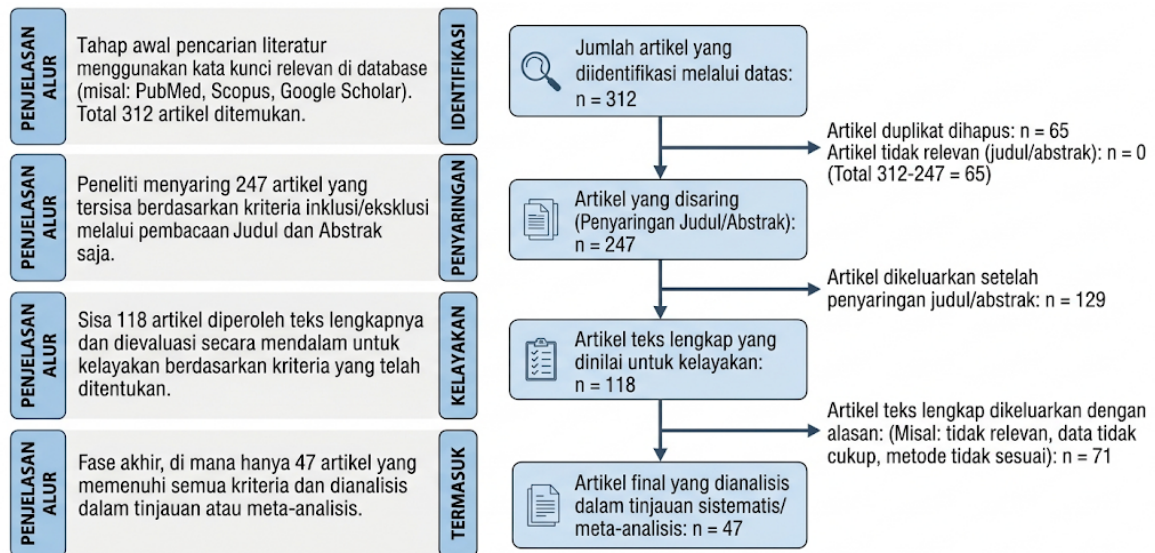 PENJELASAN
ALUR
Tahap awal pencarian literatur
menggunakan kata kunci relevan di database
(misal: PubMed, Scopus, Google Scholar).
Total 312 artikel ditemukan.
IDENTIFIKASI
PENJELASAN
ALUR
Peneliti menyaring 247 artikel yang
tersisa berdasarkan kriteria inklusi/eksklusi
melalui pembacaan Judul dan Abstrak
saja.
PENYARINGAN
PENJELASAN
ALUR
Sisa 118 artikel diperoleh teks lengkapnya
dan dievaluasi secara mendalam untuk
kelayakan berdasarkan kriteria yang telah
ditentukan.
KELAYAKAN
PENJELASAN
ALUR
Fase akhir, di mana hanya 47 artikel yang
memenuhi semua kriteria dan dianalisis
dalam tinjauan atau meta-analisis.
TERMASUK
Jumlah artikel yang
diidentifikasi melalui datas:
n = 312
Artikel duplikat dihapus: n = 65
Artikel tidak relevan (judul/abstrak): n = 0
(Total 312-247 = 65)
Artikel yang disaring
(Penyaringan Judul/Abstrak):
n = 247
Artikel dikeluarkan setelah
penyaringan judul/abstrak: n = 129
Artikel teks lengkap yang
dinilai untuk kelayakan:
n = 118
Artikel teks lengkap dikeluarkan dengan
alasan: (Misal: tidak relevan, data tidak
cukup, metode tidak sesuai): n = 71
Artikel final yang dianalisis
dalam tinjauan sistematis/
meta-analisis: n = 47